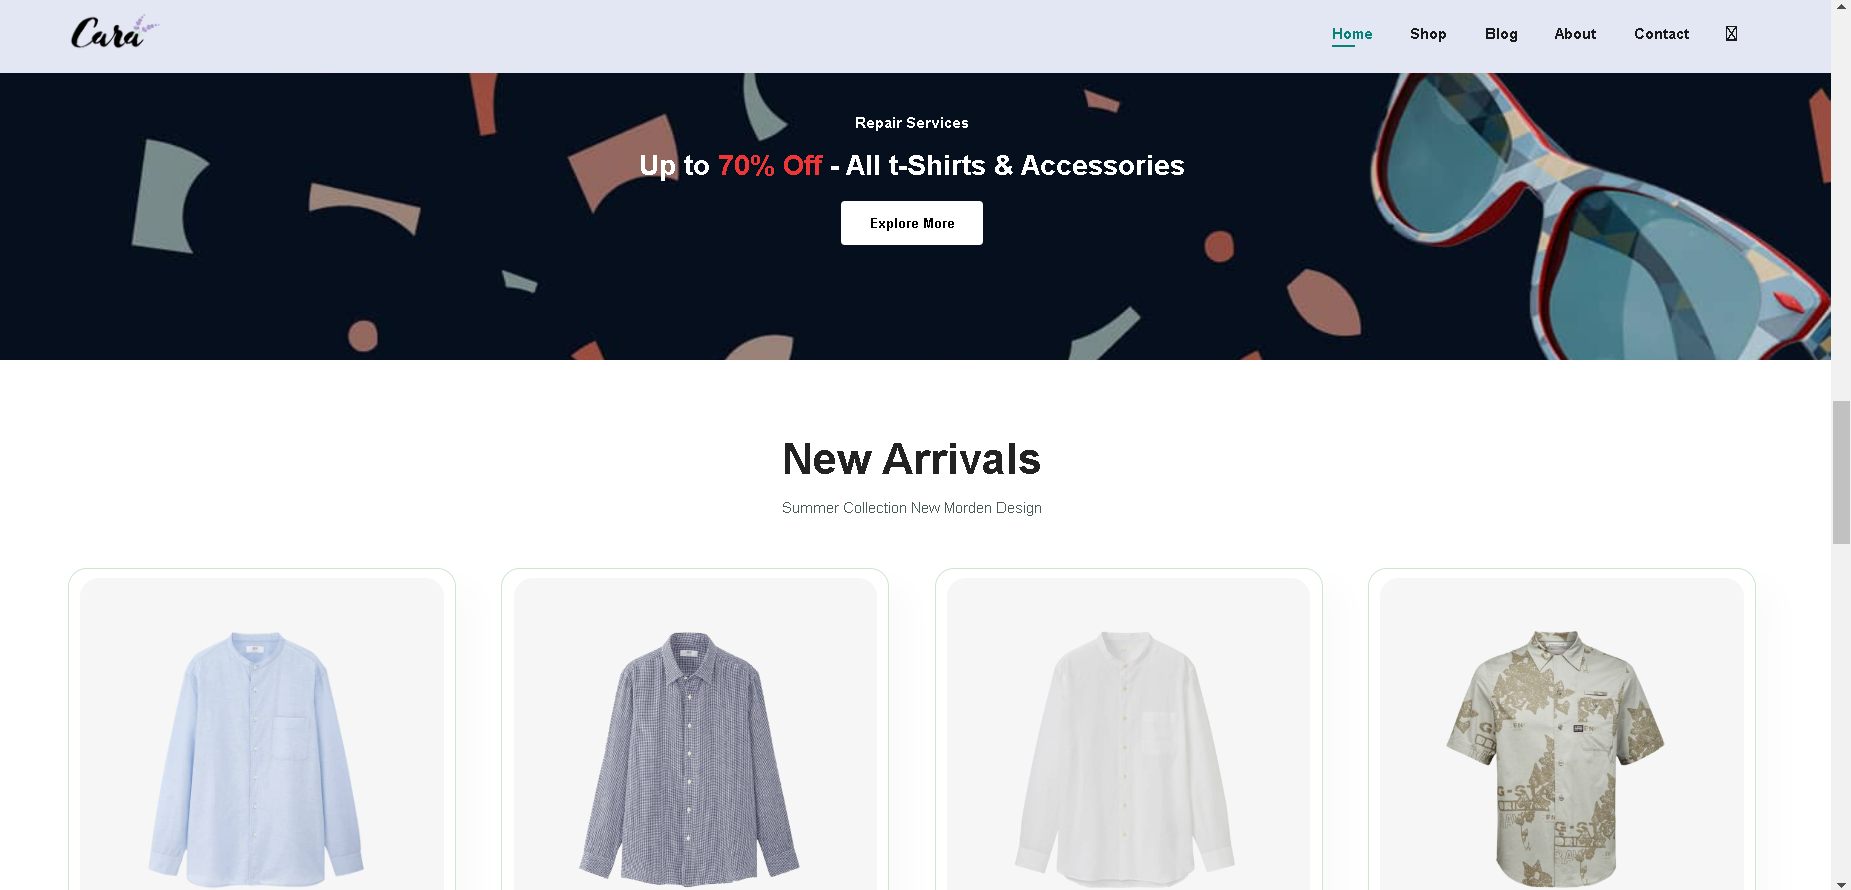 Cara
Home Shop Blog About Contact
Repair Services
Up to 70% Off - All t-Shirts & Accessories
Explore More
New Arrivals
Summer Collection New Morden Design